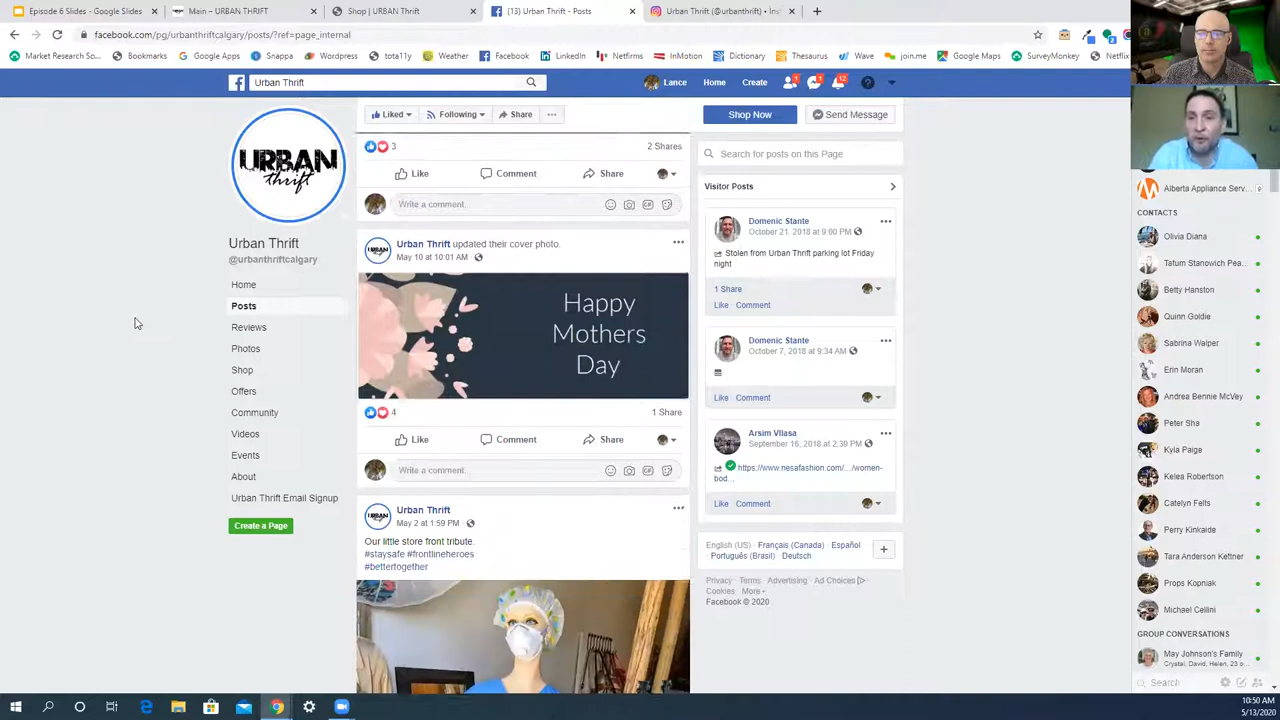 Episode 6 Slides - Google Slides
Main – URBAN THRIFT
Shop | URBAN Thrift
(13) Urban Thrift - Posts
Urban Thrift (@urbanthrift) • Ins
facebook.com/pg/urbanthriftcalgary/posts/?ref=page_internal
Market Research So
Bookmarks
Google Apps
Snappa
Wordpress
Weather
Facebook
LinkedIn
Netfirms
InMotion
Dictionary
Thesaurus
Wave
join.me
Google Maps
SurveyMonkey
Netflix
Urban Thrift
Lance
Home
Create
1
1
12
URBAN
thrift
Urban Thrift
@urbanthriftcalgary
Home
Posts
Reviews
Photos
Shop
Offers
Community
Videos
Events
About
Urban Thrift Email Signup
Create a Page
Liked
Following
Share
Shop Now
Send Message
3
2 Shares
Like
Comment
Share
Write a comment.
Urban Thrift updated their cover photo.
May 10 at 10:01 AM
Happy
Mothers
Day
4
1 Share
Like
Comment
Share
Write a comment.
Urban Thrift
May 2 at 1:59 PM
Our little store front tribute.
#staysafe #frontlineheroes
#bettertogether
Search for posts on this Page
Visitor Posts
Domenic Stante
October 21, 2018 at 9:00 PM
Stolen from Urban Thrift parking lot Friday
night
1 Share
Like Comment
Domenic Stante
October 7, 2018 at 9:34 AM
Like Comment
Arsim Vllasa
September 16, 2018 at 2:39 PM
https://www.nesafashion.com/…/women-
bod...
Like Comment
English (US) · Français (Canada) · Español ·
Português (Brasil) · Deutsch
Privacy · Terms · Advertising · Ad Choices
Cookies · More
Facebook © 2020
Alberta Appliance Serv...
CONTACTS
Olivia Diana
Tatum Stanowich Pea...
Betty Hanston
Quinn Goldie
Sabrina Walper
Erin Moran
Andrea Bennie McVey
Peter Sha
Kyla Paige
Kelea Robertson
Catelyn Felts
Perry Kinkaide
Tara Anderson Kettner
Props Kopniak
Michael Cellini
GROUP CONVERSATIONS
May Johnson's Family
Crystal, David, Helen, 23 o...
Search
10:50 AM
5/13/2020